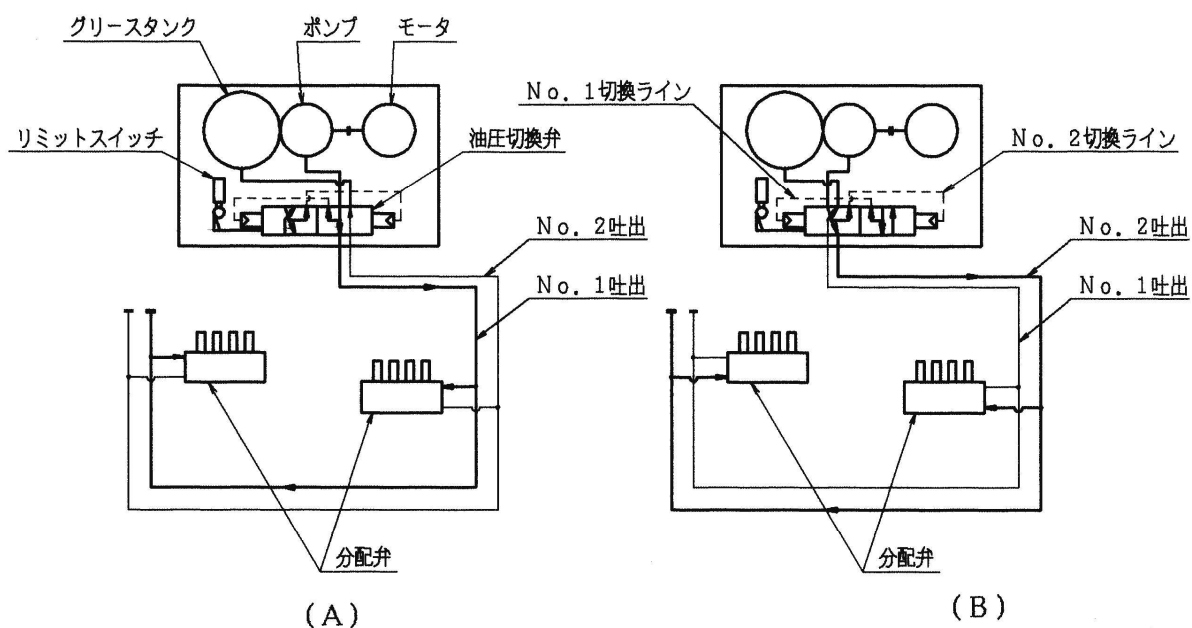 グリースタンク
ポンプ
モータ
リミットスイッチ
油圧切換弁
No.2吐出
No.1吐出
分配弁
(A)
No.1切換ライン
No.2切換ライン
No.2吐出
No.1吐出
分配弁
(B)